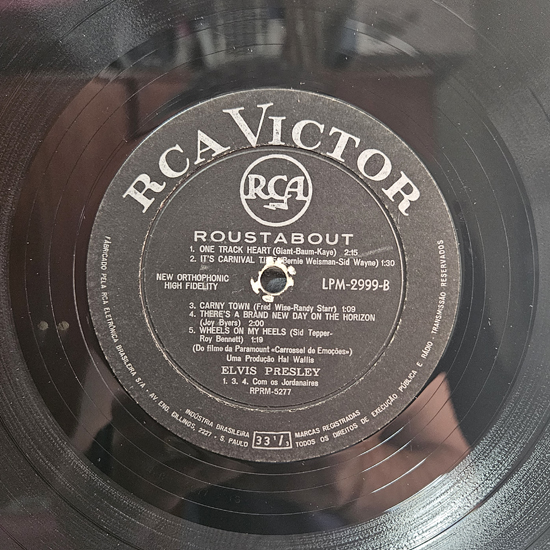 RCA VICTOR
RCA
ROUSTABOUT
1. ONE TRACK HEART (Giant-Baum-Kaye) 2:15
2. IT'S CARNIVAL (Bernie Weisman-Sid Wayne) 1:30
NEW ORTHOPHONIC
HIGH FIDELITY
LPM-2999-B
3. CARNY TOWN (Fred Wise-Randy Starr) 1:09
4. THERE'S A BRAND NEW DAY ON THE HORIZON
(Joy Byers) 2:00
5. WHEELS ON MY HEELS (Sid Tepper-
Roy Bennett) 1:19
(Do filme da Paramount «Carrossel de Emoções»)
Uma Produção Hal Wallis
ELVIS PRESLEY
1. 3. 4. Com os Jordanaires
RPRM-5277
FABRICADO PELA RCA ELETRÔNICA BRASILEIRA S/A - AV. ENG. BILLINGS, 2227 - S. PAULO
INDÚSTRIA BRASILEIRA
33 1/3
MARCAS REGISTRADAS
TODOS OS DIREITOS DE EXECUÇÃO PÚBLICA E RÁDIO TRANSMISSÃO RESERVADOS